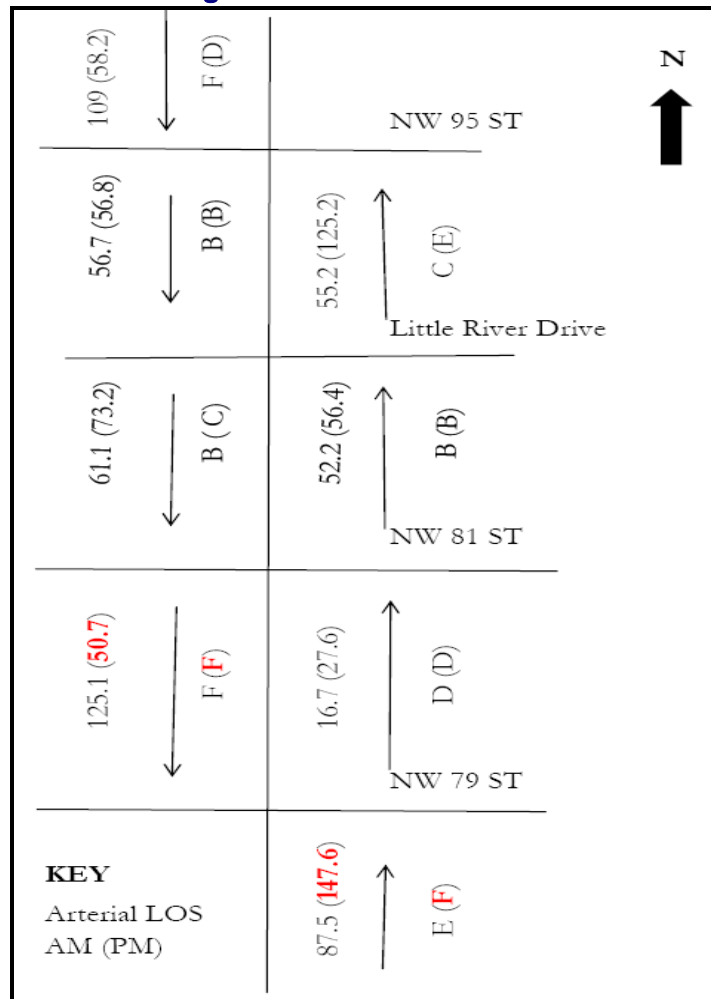 109 (58.2)
F (D)
N
NW 95 ST
56.7 (56.8)
B (B)
55.2 (125.2)
C (E)
Little River Drive
61.1 (73.2)
B (C)
52.2 (56.4)
B (B)
NW 81 ST
125.1 (50.7)
F (F)
16.7 (27.6)
D (D)
NW 79 ST
KEY
Arterial LOS
AM (PM)
87.5 (147.6)
E (F)